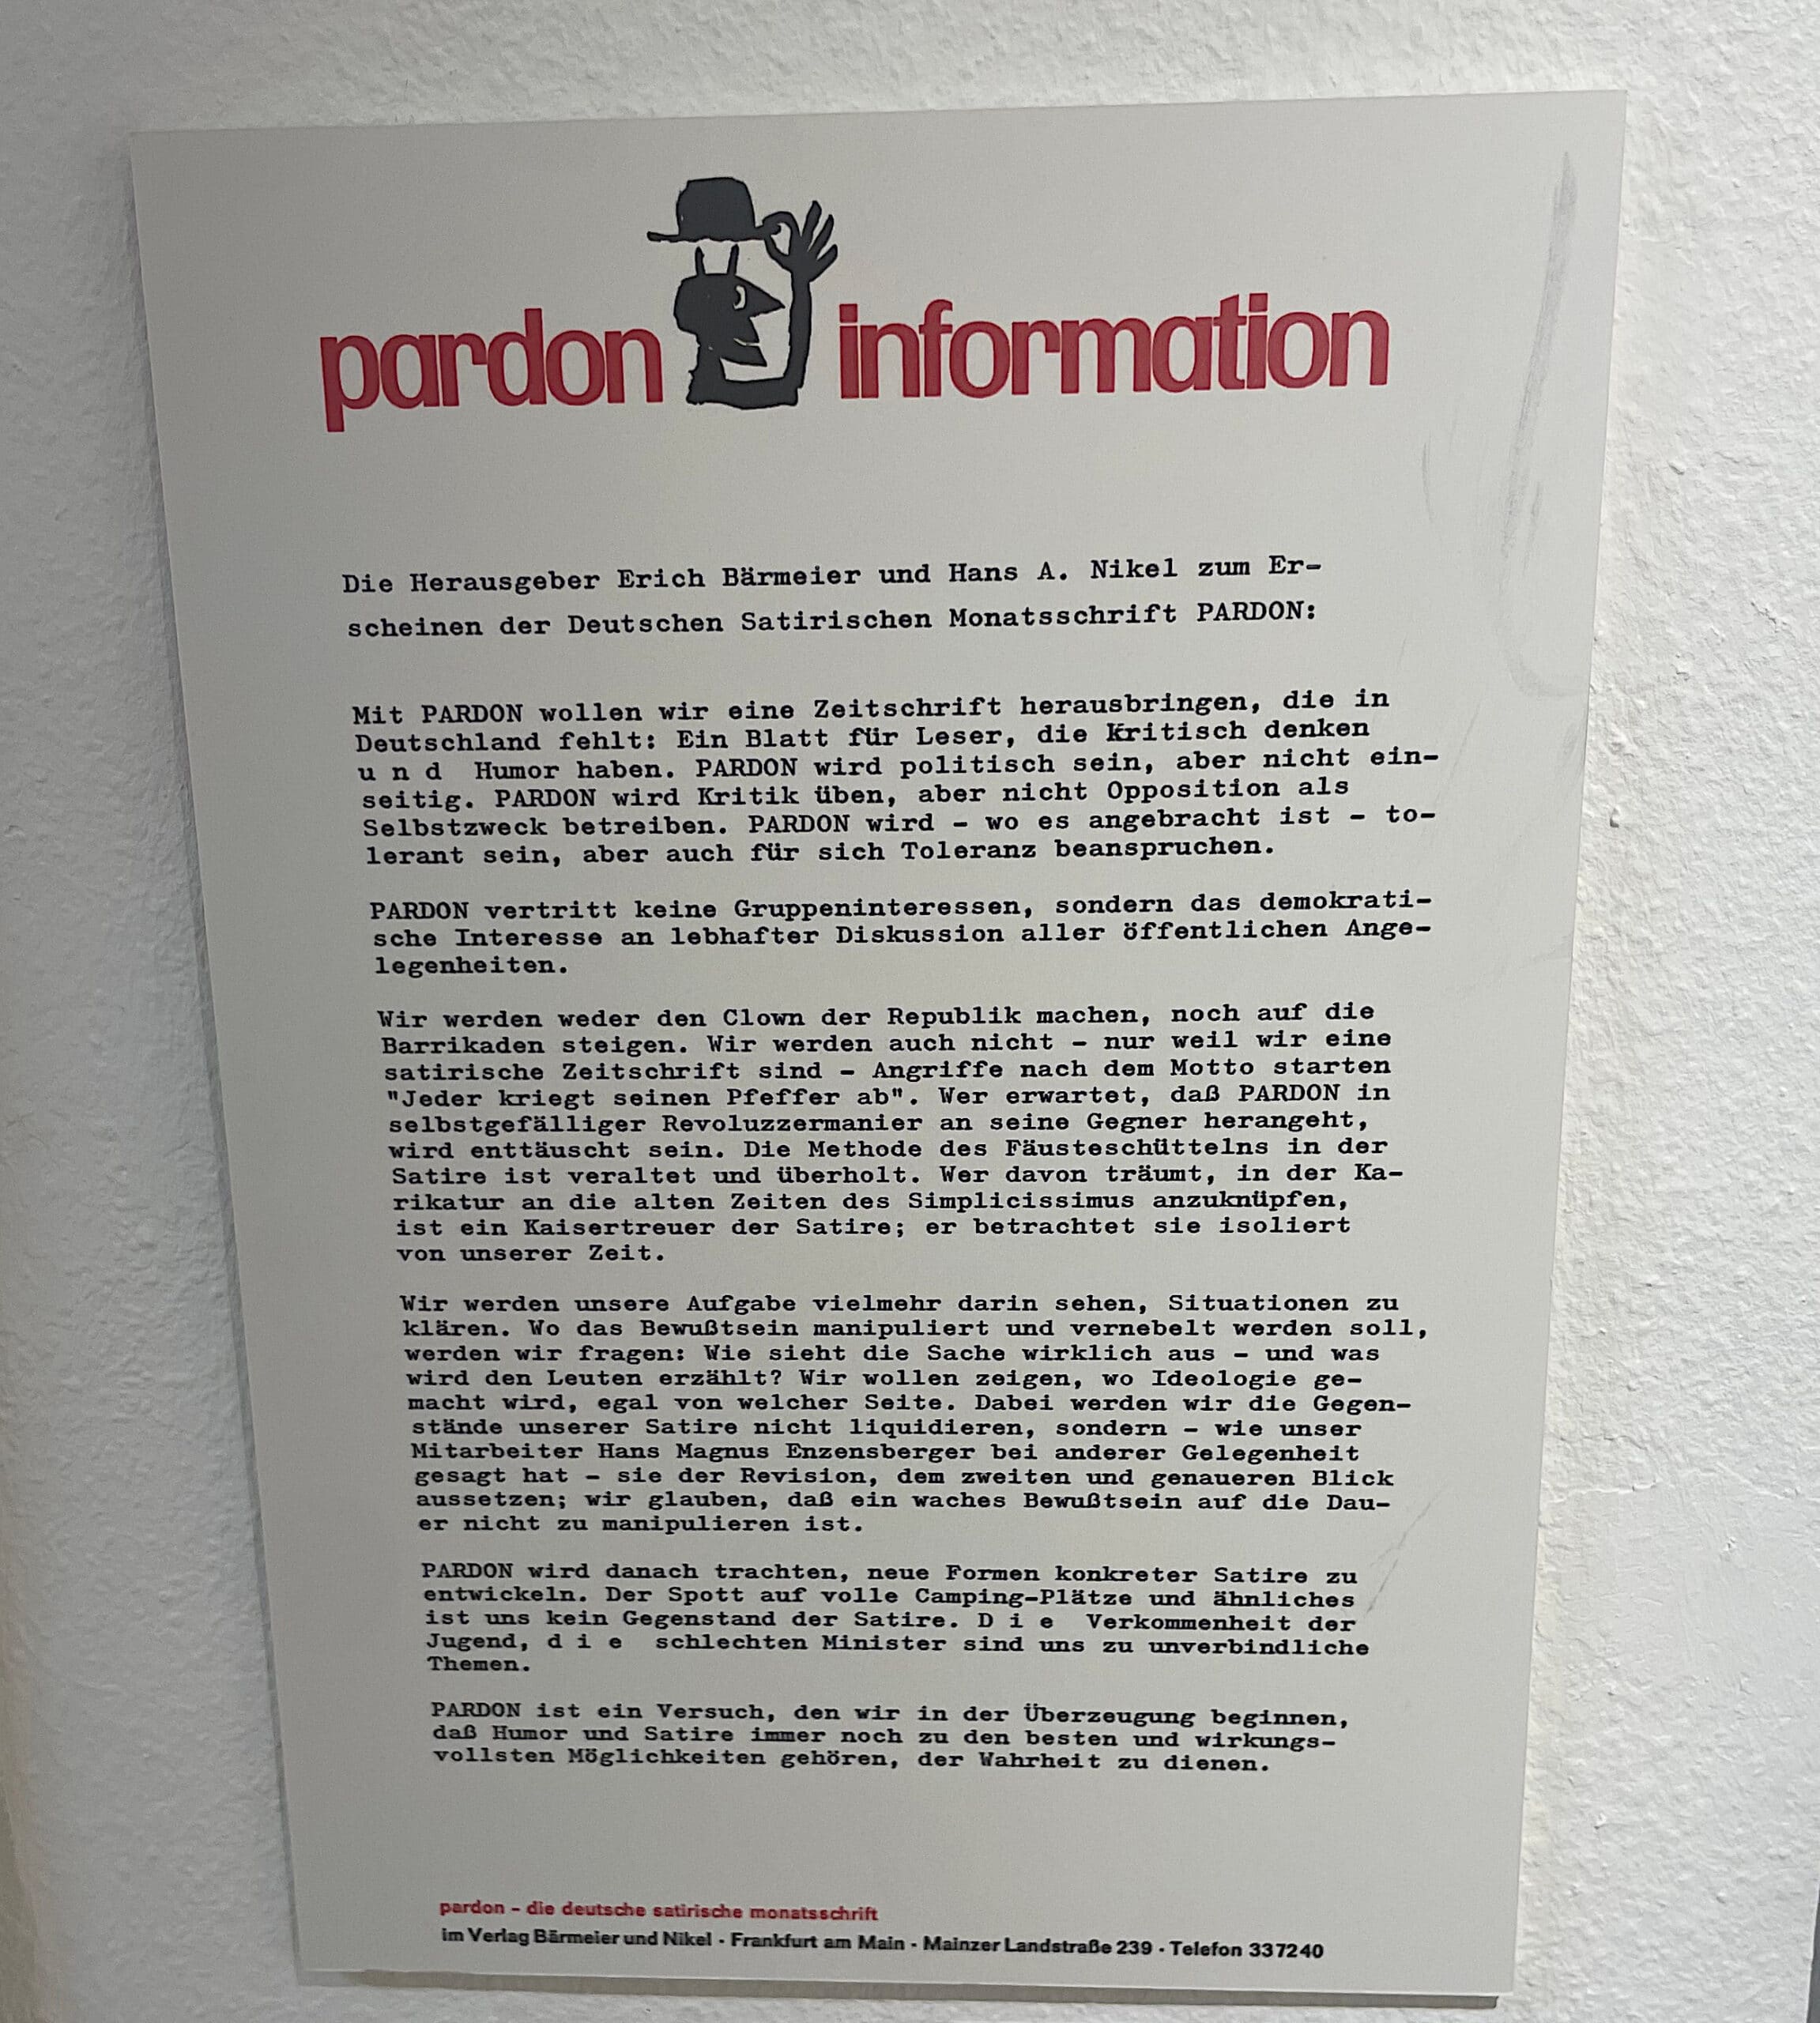 pardon information
Die Herausgeber Erich Bärmeier und Hans A. Nikel zum Er-
scheinen der Deutschen Satirischen Monatsschrift PARDON:
Mit PARDON wollen wir eine Zeitschrift herausbringen, die in
Deutschland fehlt: Ein Blatt für Leser, die Kritisch denken
u n d  Humor haben. PARDON wird politisch sein, aber nicht ein-
seitig. PARDON wird Kritik üben, aber nicht Opposition als
Selbstzweck betreiben. PARDON wird - wo es angebracht ist - to-
lerant sein, aber auch für sich Toleranz beanspruchen.
PARDON vertritt keine Gruppeninteressen, sondern das demokrati-
sche Interesse an lebhafter Diskussion aller öffentlichen Ange-
legenheiten.
Wir werden weder den Clown der Republik machen, noch auf die
Barrikaden steigen. Wir werden auch nicht - nur weil wir eine
satirische Zeitschrift sind - Angriffe nach dem Motto starten
"Jeder kriegt seinen Pfeffer ab". Wer erwartet, daß PARDON in
selbstgefälliger Revoluzzermanier an seine Gegner herangeht,
wird enttäuscht sein. Die Methode des Fäusteschüttelns in der
Satire ist veraltet und überholt. Wer davon träumt, in der Ka-
rikatur an die alten Zeiten des Simplicissimus anzuknüpfen,
ist ein Kaisertreuer der Satire; er betrachtet sie isoliert
von unserer Zeit.
Wir werden unsere Aufgabe vielmehr darin sehen, Situationen zu
klären. Wo das Bewußtsein manipuliert und vernebelt werden soll,
werden wir fragen: Wie sieht die Sache wirklich aus - und was
wird den Leuten erzählt? Wir wollen zeigen, wo Ideologie ge-
macht wird, egal von welcher Seite. Dabei werden wir die Gegen-
stände unserer Satire nicht liquidieren, sondern - wie unser
Mitarbeiter Hans Magnus Enzensberger bei anderer Gelegenheit
gesagt hat - sie der Revision, dem zweiten und genaueren Blick
aussetzen; wir glauben, daß ein waches Bewußtsein auf die Dau-
er nicht zu manipulieren ist.
PARDON wird danach trachten, neue Formen konkreter Satire zu
entwickeln. Der Spott auf volle Camping-Plätze und ähnliches
ist uns kein Gegenstand der Satire. D i e  Verkommenheit der
Jugend, d i e  schlechten Minister sind uns zu unverbindliche
Themen.
PARDON ist ein Versuch, den wir in der Überzeugung beginnen,
daß Humor und Satire immer noch zu den besten und wirkungs-
vollsten Möglichkeiten gehören, der Wahrheit zu dienen.
pardon - die deutsche satirische monatsschrift
im Verlag Bärmeier und Nikel · Frankfurt am Main · Mainzer Landstraße 239 · Telefon 337240